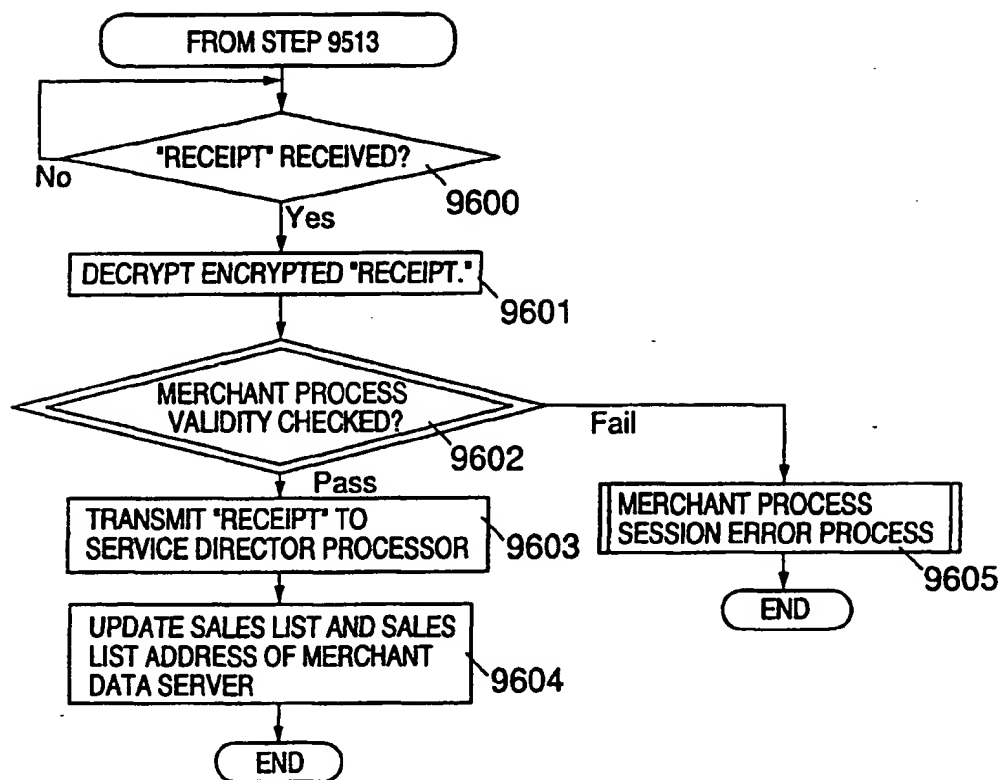 FROM STEP 9513
"RECEIPT" RECEIVED?
No
9600
Yes
DECRYPT ENCRYPTED "RECEIPT."
9601
MERCHANT PROCESS
VALIDITY CHECKED?
Fail
9602
Pass
TRANSMIT "RECEIPT" TO
SERVICE DIRECTOR PROCESSOR
9603
MERCHANT PROCESS
SESSION ERROR PROCESS
9605
END
UPDATE SALES LIST AND SALES
LIST ADDRESS OF MERCHANT
DATA SERVER
9604
END